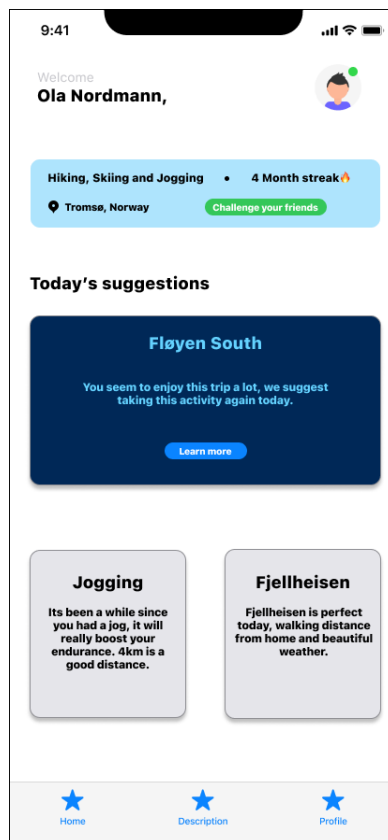 9:41
Welcome
Ola Nordmann,
Hiking, Skiing and Jogging • 4 Month streak🔥
Tromsø, Norway
Challenge your friends
Today's suggestions
Fløyen South
You seem to enjoy this trip a lot, we suggest
taking this activity again today.
Learn more
Jogging
Its been a while since
you had a jog, it will
really boost your
endurance. 4km is a
good distance.
Fjellheisen
Fjellheisen is perfect
today, walking distance
from home and beautiful
weather.
Home
Description
Profile